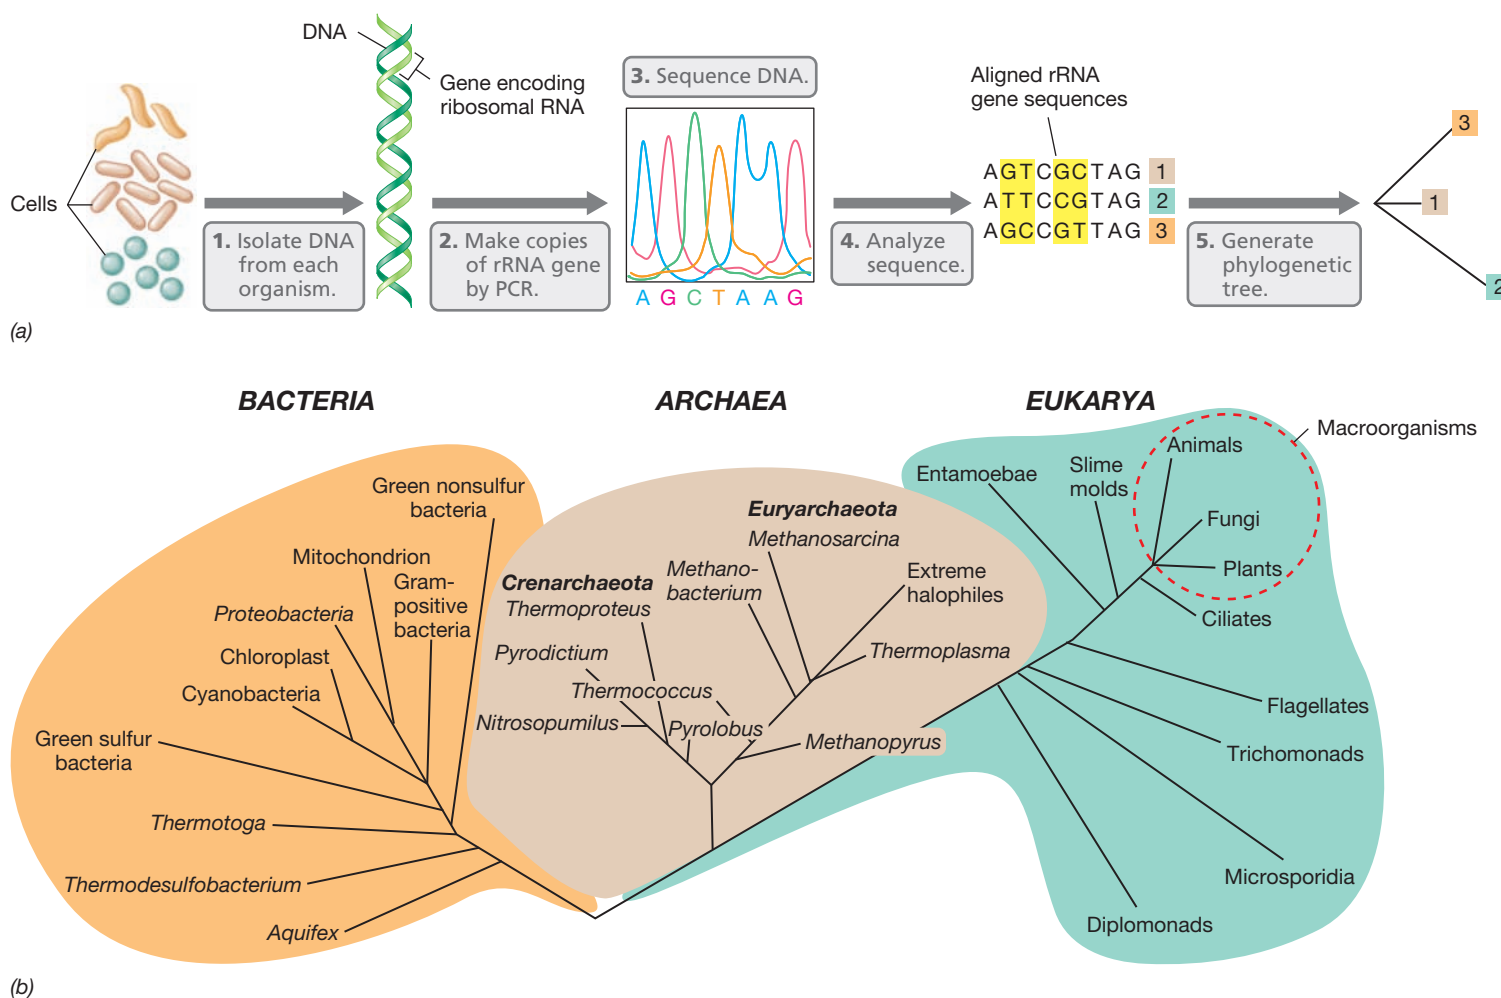 DNA
Gene encoding
ribosomal RNA
Cells
1. Isolate DNA
from each
organism.
2. Make copies
of rRNA gene
by PCR.
3. Sequence DNA.
A G C T A A G
4. Analyze
sequence.
Aligned rRNA
gene sequences
AGTCGCTAG 1
ATTCCGTAG 2
AGCCGTTAG 3
5. Generate
phylogenetic
tree.
3
1
2
(a)
BACTERIA
ARCHAEA
EUKARYA
Green nonsulfur
bacteria
Mitochondrion
Gram-
positive
bacteria
Proteobacteria
Chloroplast
Cyanobacteria
Green sulfur
bacteria
Thermotoga
Thermodesulfobacterium
Aquifex
Crenarchaeota
Thermoproteus
Pyrodictium
Thermococcus
Nitrosopumilus
Pyrolobus
Euryarchaeota
Methanosarcina
Methano-
bacterium
Extreme
halophiles
Thermoplasma
Methanopyrus
Entamoebae
Slime
molds
Animals
Macroorganisms
Fungi
Plants
Ciliates
Flagellates
Trichomonads
Microsporidia
Diplomonads
(b)